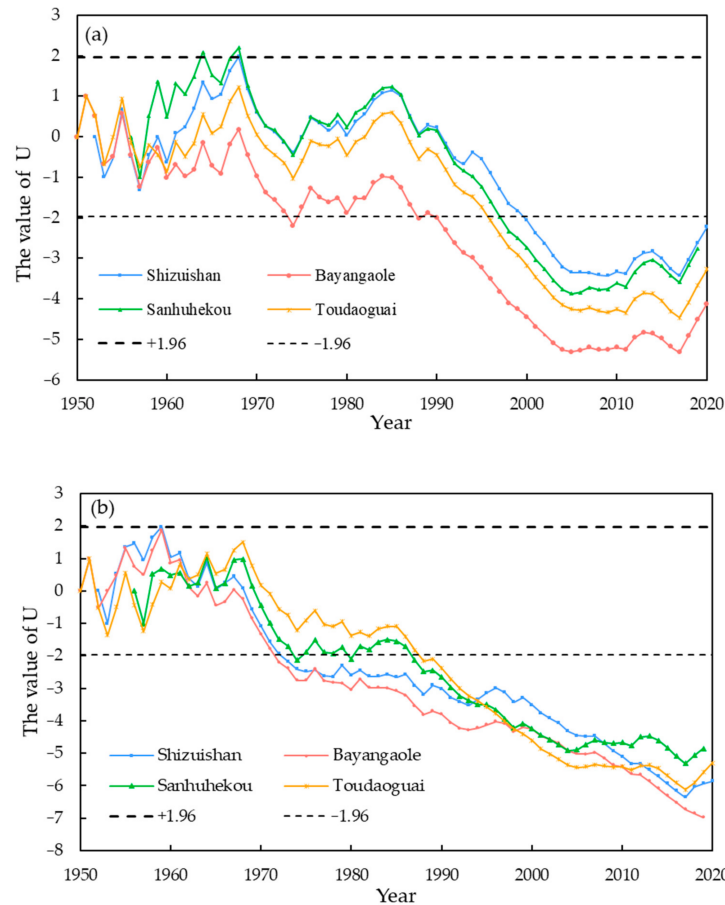 (a)
3
2
1
0
–1
–2
–3
–4
–5
–6
The value of U
Shizuishan
Bayangaole
Sanhuhekou
Toudaoguai
+1.96
–1.96
1950 1960 1970 1980 1990 2000 2010 2020
Year
(b)
3
2
1
0
–1
–2
–3
–4
–5
–6
–7
–8
The value of U
Shizuishan
Bayangaole
Sanhuhekou
Toudaoguai
+1.96
–1.96
1950 1960 1970 1980 1990 2000 2010 2020
Year